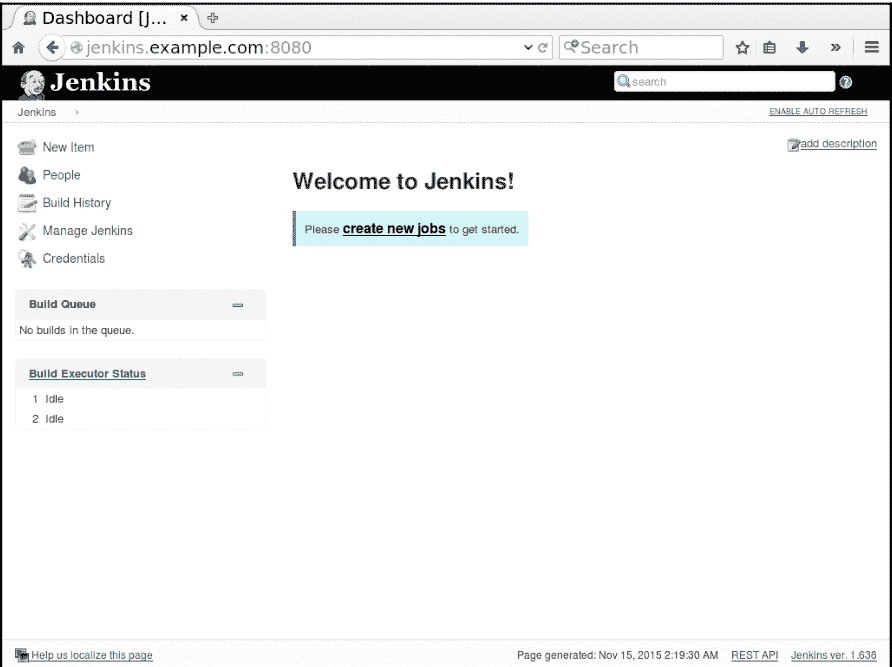 Dashboard [J...
jenkins.example.com:8080
Search
Jenkins
search
Jenkins
ENABLE AUTO REFRESH
New Item
People
Build History
Manage Jenkins
Credentials
add description
Welcome to Jenkins!
Please create new jobs to get started.
Build Queue
No builds in the queue.
Build Executor Status
1 Idle
2 Idle
Help us localize this page
Page generated: Nov 15, 2015 2:19:30 AM REST API Jenkins ver. 1.638